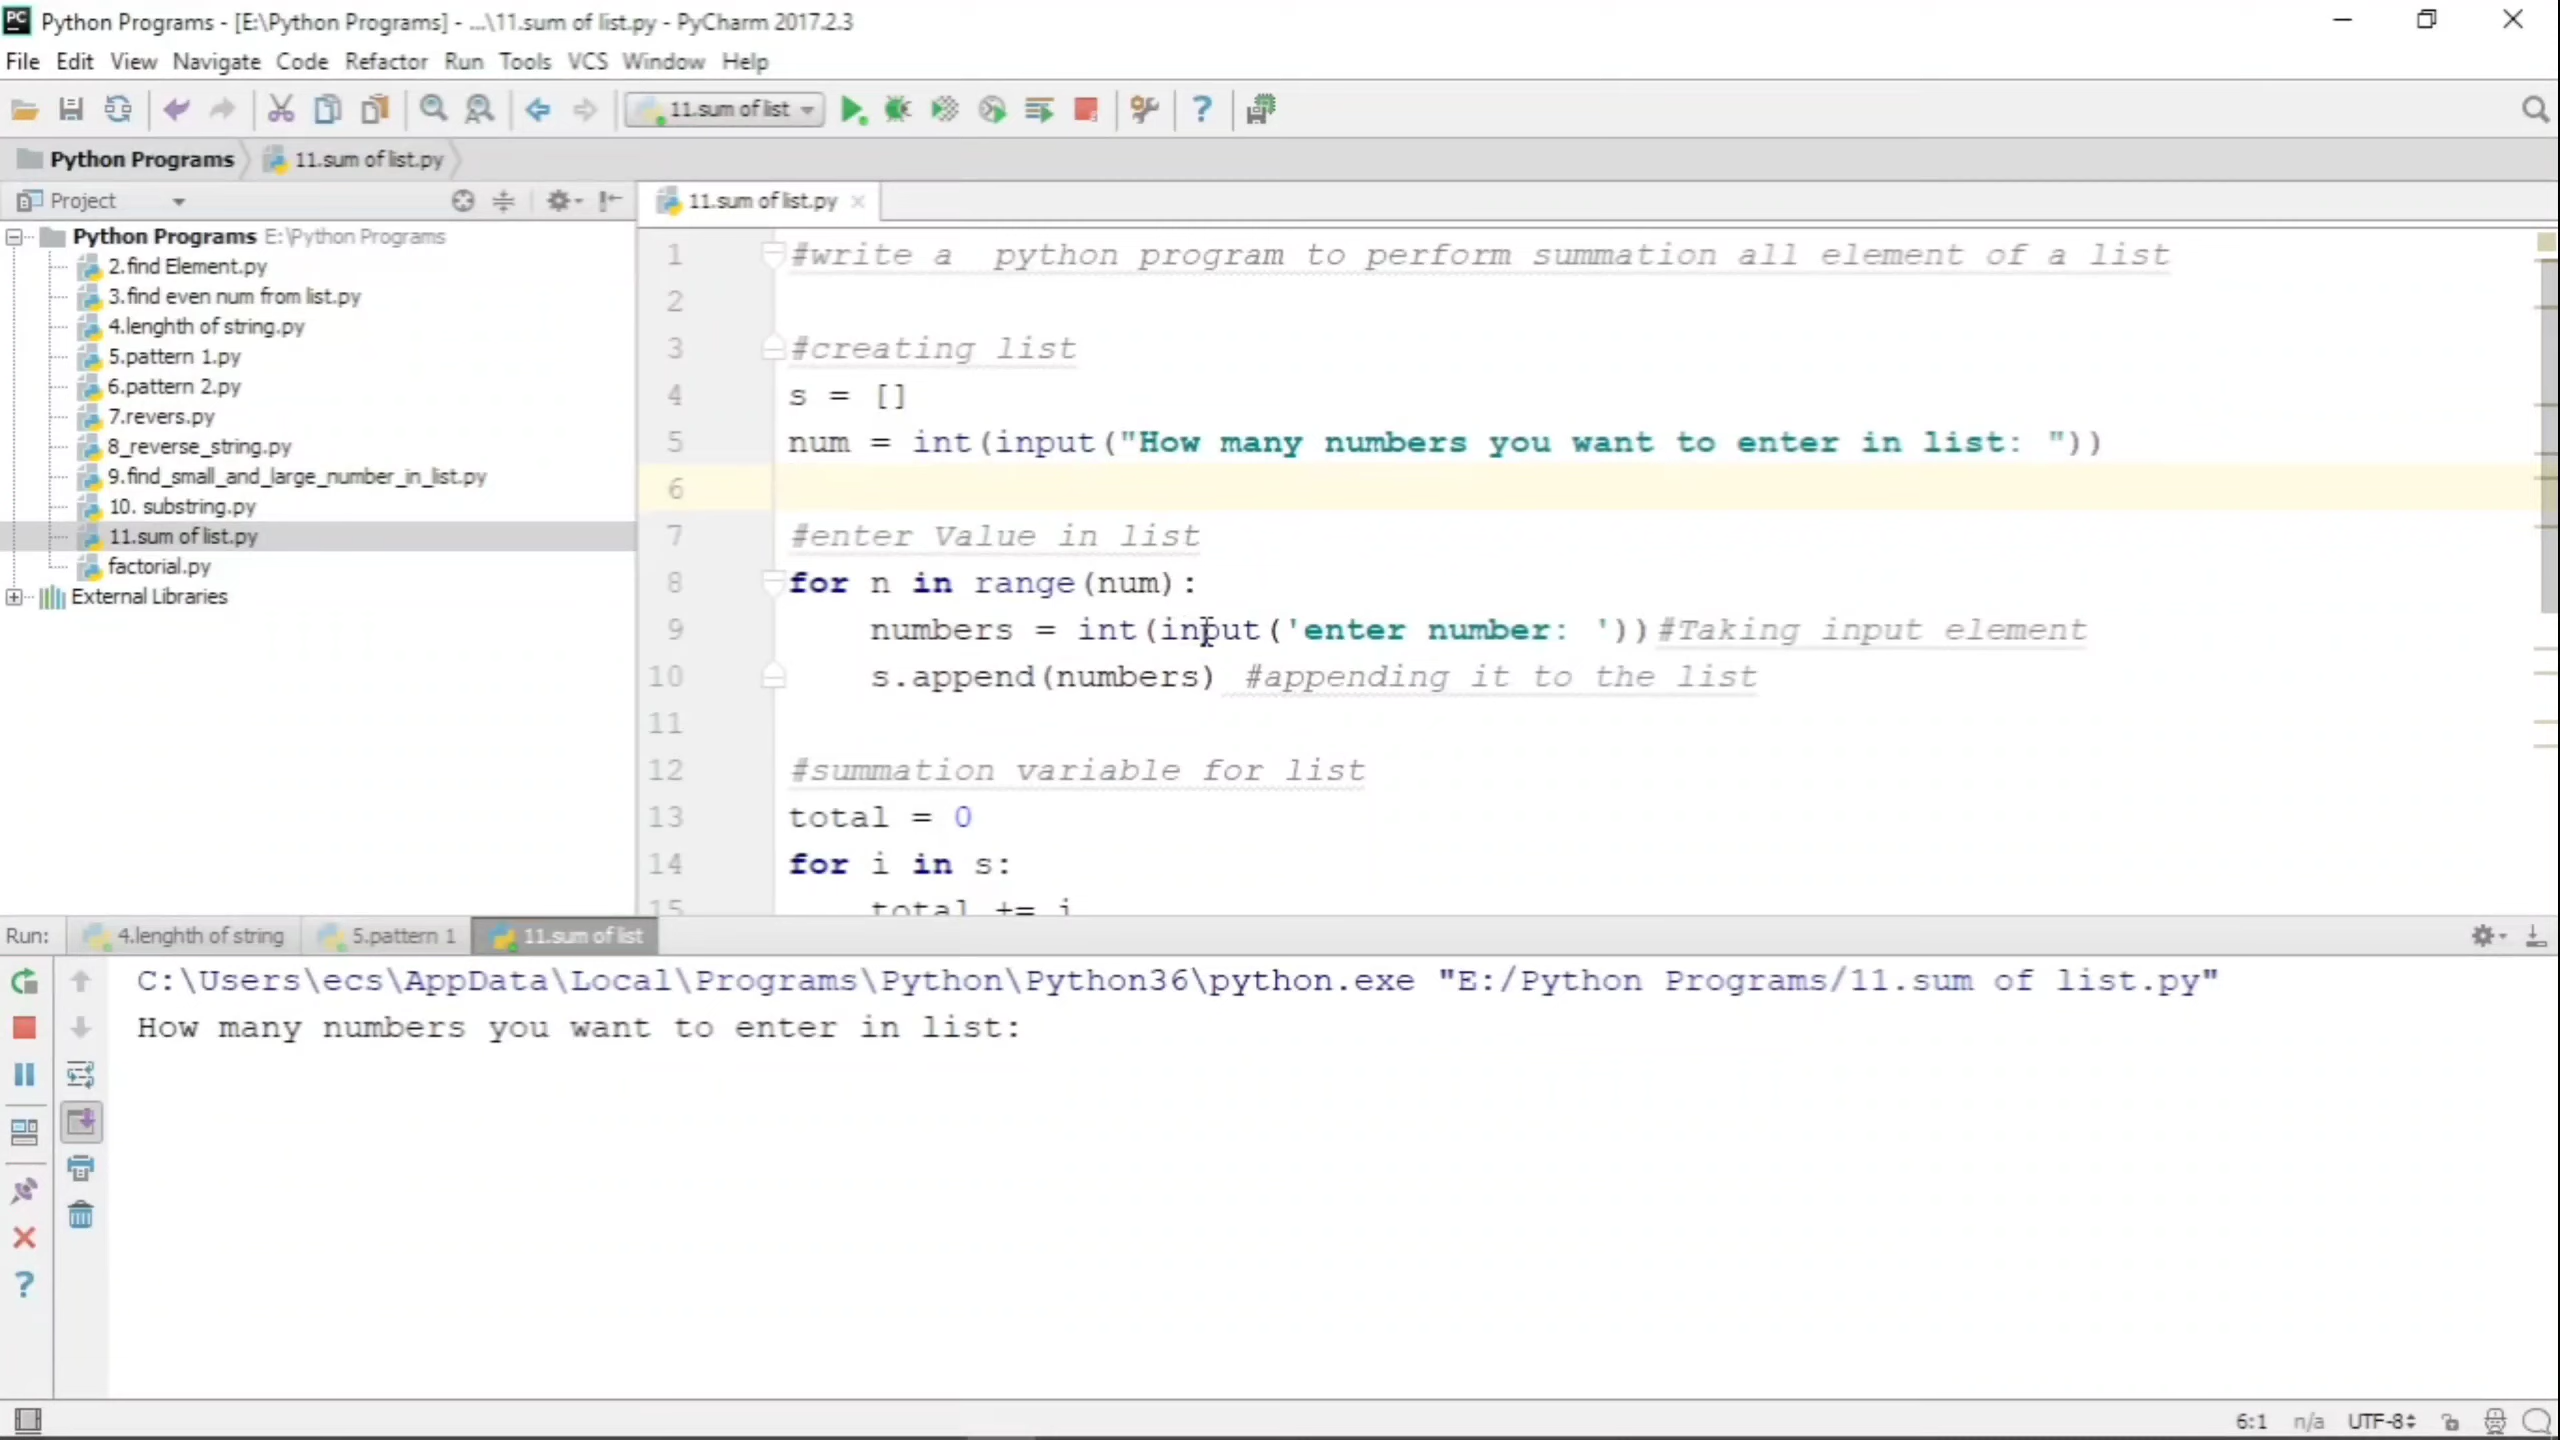 Python Programs - [E:\Python Programs] - ...\11.sum of list.py - PyCharm 2017.2.3
File Edit View Navigate Code Refactor Run Tools VCS Window Help
11.sum of list
Python Programs 11.sum of list.py
Project
11.sum of list.py
Python Programs E:\Python Programs
2.find Element.py
3.find even num from list.py
4.lenghth of string.py
5.pattern 1.py
6.pattern 2.py
7.revers.py
8_reverse_string.py
9.find_small_and_large_number_in_list.py
10. substring.py
11.sum of list.py
factorial.py
External Libraries
1 #write a  python program to perform summation all element of a list
2
3 #creating list
4 s = []
5 num = int(input("How many numbers you want to enter in list: "))
6
7 #enter Value in list
8 for n in range(num):
9     numbers = int(input('enter number: '))#Taking input element
10     s.append(numbers) #appending it to the list
11
12 #summation variable for list
13 total = 0
14 for i in s:
15     total += i
Run: 4.lenghth of string 5.pattern 1 11.sum of list
C:\Users\ecs\AppData\Local\Programs\Python\Python36\python.exe "E:/Python Programs/11.sum of list.py"
How many numbers you want to enter in list:
6:1 n/a UTF-8